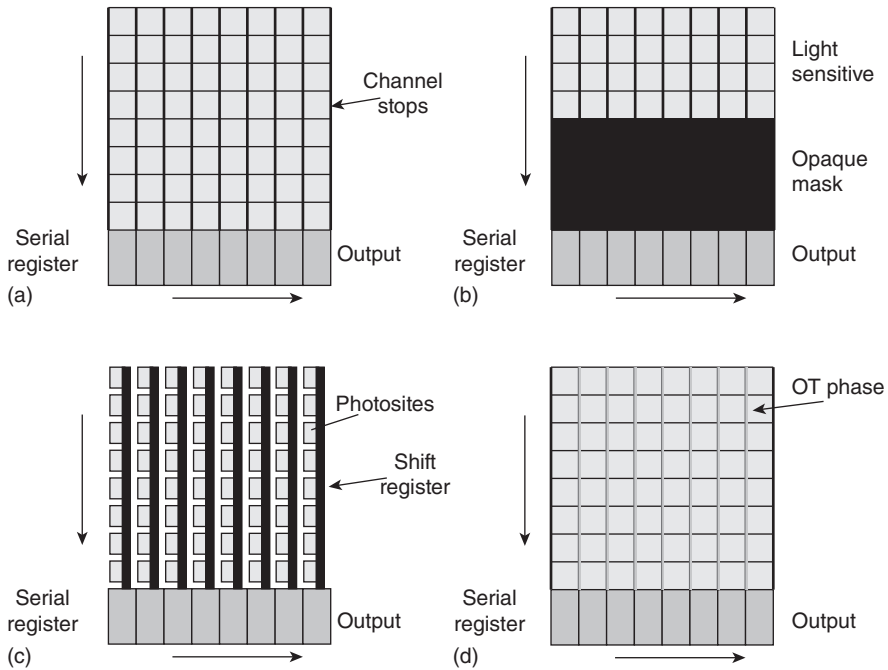 Channel
stops
Serial
register
Output
(a)
Light
sensitive
Opaque
mask
Serial
register
Output
(b)
Photosites
Shift
register
Serial
register
Output
(c)
OT phase
Serial
register
Output
(d)